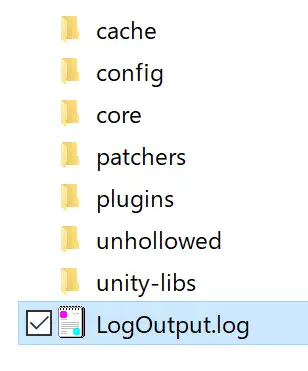 cache
config
core
patchers
plugins
unhollowed
unity-libs
LogOutput.log